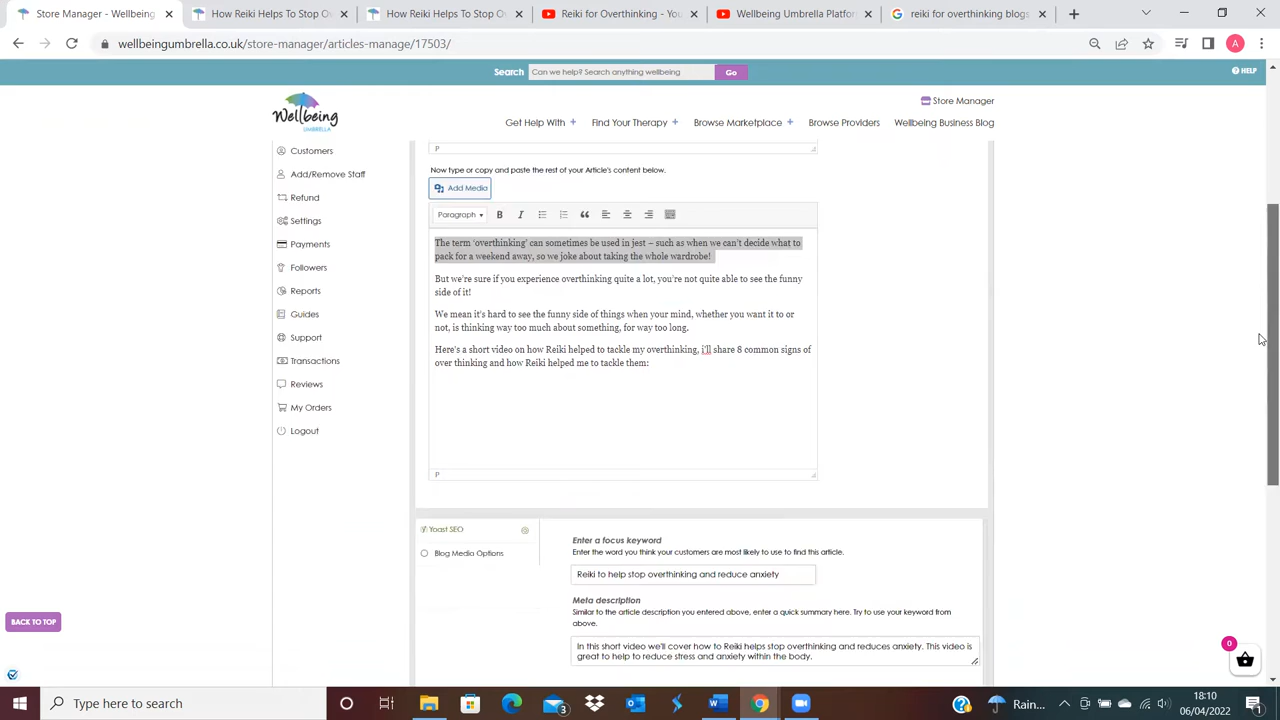 How Reiki Helps To Stop Ov
How Reiki Helps To Stop Ov
Reiki for Overthinking - You
Wellbeing Umbrella Platform
reiki for overthinking blogs
wellbeingumbrella.co.uk/store-manager/articles-manage/17503/
A
Search
Can we help? Search anything wellbeing
Go
HELP
Wellbeing
UMBRELLA
Store Manager
Get Help With +
Find Your Therapy +
Browse Marketplace +
Browse Providers
Wellbeing Business Blog
Customers
Add/Remove Staff
Refund
Settings
Payments
Followers
Reports
Guides
Support
Transactions
Reviews
My Orders
Logout
P
Now type or copy and paste the rest of your Article's content below.
Add Media
Paragraph
B
I
The term ‘overthinking’ can sometimes be used in jest – such as when we can’t decide what to
pack for a weekend away, so we joke about taking the whole wardrobe!
But we’re sure if you experience overthinking quite a lot, you’re not quite able to see the funny
side of it!
We mean it’s hard to see the funny side of things when your mind, whether you want it to or
not, is thinking way too much about something, for way too long.
Here’s a short video on how Reiki helped to tackle my overthinking, i’ll share 8 common signs of
over thinking and how Reiki helped me to tackle them:
P
Yoast SEO
Blog Media Options
Enter a focus keyword
Enter the word you think your customers are most likely to use to find this article.
Reiki to help stop overthinking and reduce anxiety
Meta description
Similar to the article description you entered above, enter a quick summary here. Try to use your keyword from
above.
In this short video we'll cover how to Reiki helps stop overthinking and reduces anxiety. This video is
great to help to reduce stress and anxiety within the body.
BACK TO TOP
0
Type here to search
3
Rain...
18:10
06/04/2022